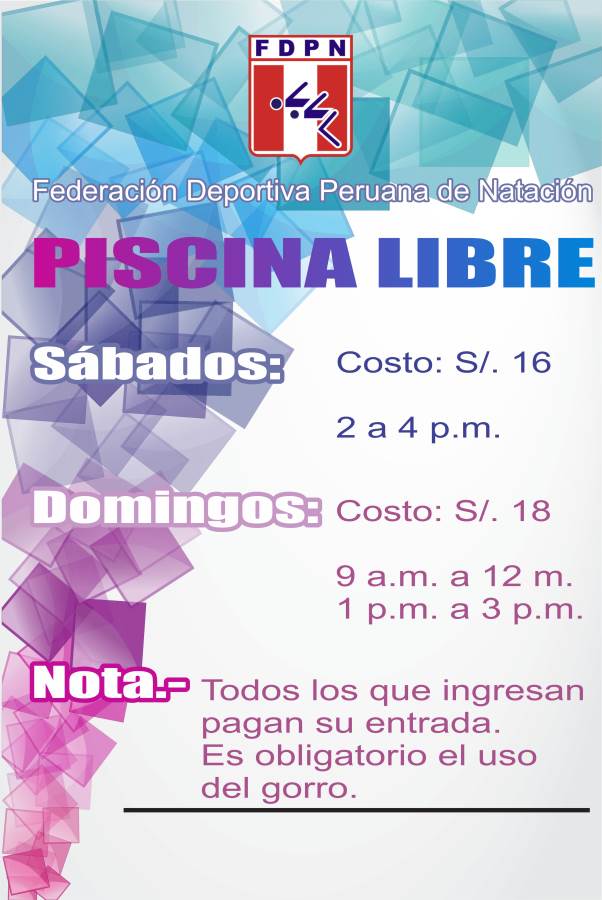 FDPN
Federación Deportiva Peruana de Natación
PISCINA LIBRE
Sábados: Costo: S/. 16
2 a 4 p.m.
Domingos: Costo: S/. 18
9 a.m. a 12 m.
1 p.m. a 3 p.m.
Nota.- Todos los que ingresan
pagan su entrada.
Es obligatorio el uso
del gorro.